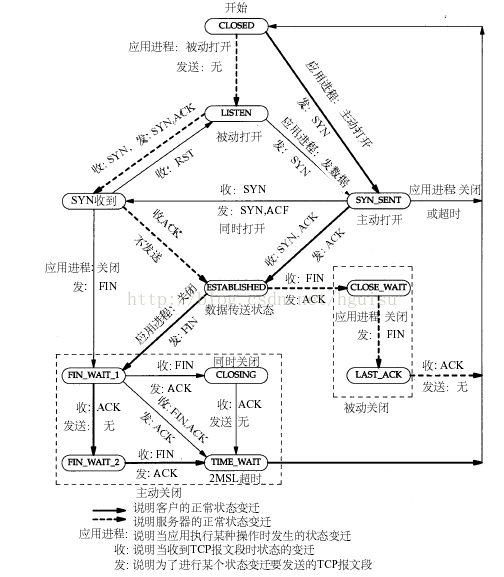 开始
CLOSED
应用进程：被动打开
发送：无
应用进程：主动打开
发：SYN
LISTEN
被动打开
收：SYN，发：SYN,ACK
收：RST
应用进程：发数据
发：SYN
SYN收到
收：SYN
发：SYN,ACF
同时打开
SYN_SENT
主动打开
应用进程 关闭
或超时
收,ACK
不发送
收：SYN, ACK
发：ACK
应用进程：关闭
发：FIN
ESTABLISHED
数据传送状态
收：FIN
发：ACK
CLOSE_WAIT
应用进程 关闭
发： FIN
LAST_ACK
被动关闭
收：ACK
发送：无
应用进程：关闭
发：FIN
FIN_WAIT_1
收：FIN
发：ACK
同时关闭
CLOSING
收：ACK
发送：无
收：FIN,ACK
发：ACK
收：ACK
发送：无
FIN_WAIT_2
收：FIN
发：ACK
TIME_WAIT
2MSL超时
主动关闭
说明客户的正常状态变迁
说明服务器的正常状态变迁
应用进程：说明当应用执行某种操作时发生的状态变迁
收：说明当收到TCP报文段时状态的变迁
发：说明为了进行某个状态变迁要发送的TCP报文段